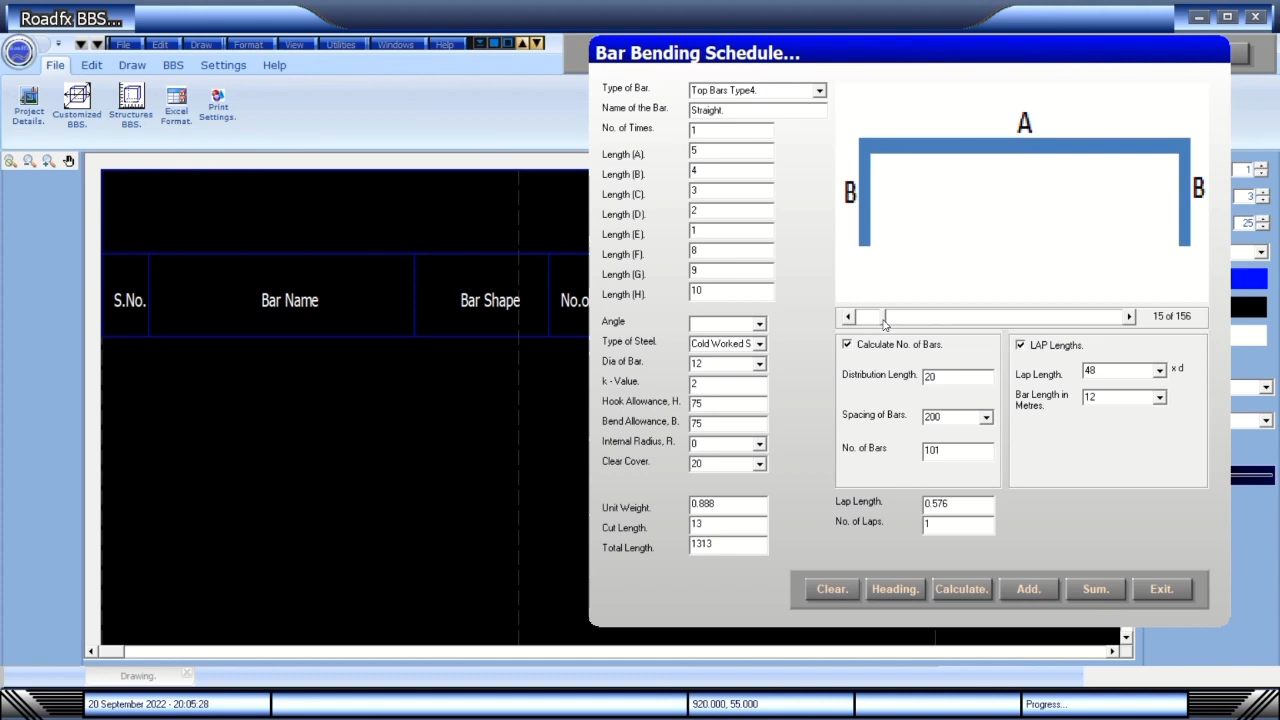 Roadfx BBS...
File Edit Draw Format View Utilities Windows Help
File Edit Draw BBS Settings Help
Project Details.
Customized BBS.
Structures BBS.
Excel Format.
Print Settings.
S.No. Bar Name Bar Shape No.o
Bar Bending Schedule...
Type of Bar. Top Bars Type4.
Name of the Bar. Straight.
No. of Times. 1
Length (A). 5
Length (B). 4
Length (C). 3
Length (D). 2
Length (E). 1
Length (F). 8
Length (G). 9
Length (H). 10
Angle
Type of Steel. Cold Worked S
Dia of Bar. 12
k - Value. 2
Hook Allowance, H. 75
Bend Allowance, B. 75
Internal Radius, R. 0
Clear Cover. 20
Unit Weight. 0.888
Cut Length. 13
Total Length. 1313
A
B B
15 of 156
Calculate No. of Bars.
Distribution Length. 20
Spacing of Bars. 200
No. of Bars 101
LAP Lengths.
Lap Length. 48 x d
Bar Length in Metres. 12
Lap Length. 0.576
No. of Laps. 1
Clear. Heading. Calculate. Add. Sum. Exit.
1
3
25
Drawing.
20 September 2022 - 20:05:28 920.000, 55.000 Progress...